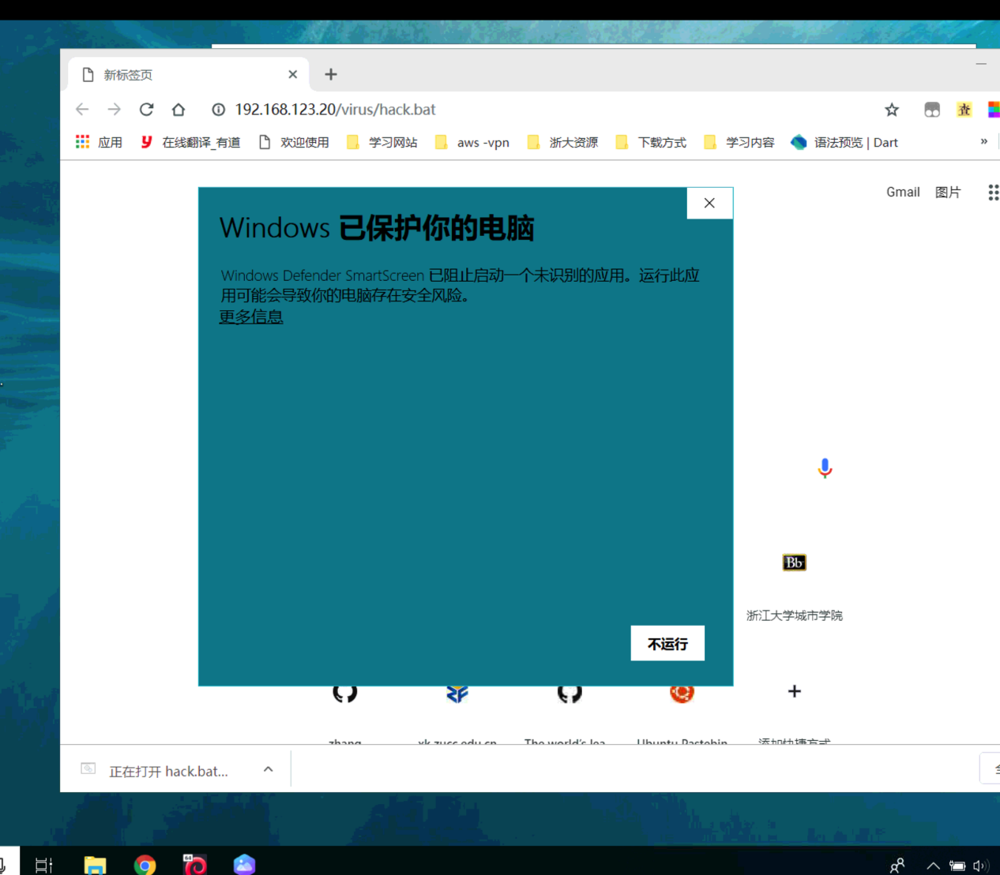 新标签页
192.168.123.20/virus/hack.bat
应用 在线翻译_有道 欢迎使用 学习网站 aws -vpn 浙大资源 下载方式 学习内容 语法预览 | Dart »
Gmail 图片
Windows 已保护你的电脑
Windows Defender SmartScreen 已阻止启动一个未识别的应用。运行此应
用可能会导致你的电脑存在安全风险。
更多信息
Bb
浙江大学城市学院
不运行
zhang xk.zucc.edu.cn The world's lea Ubuntu Pastebin 添加快捷方式
正在打开 hack.bat...
64